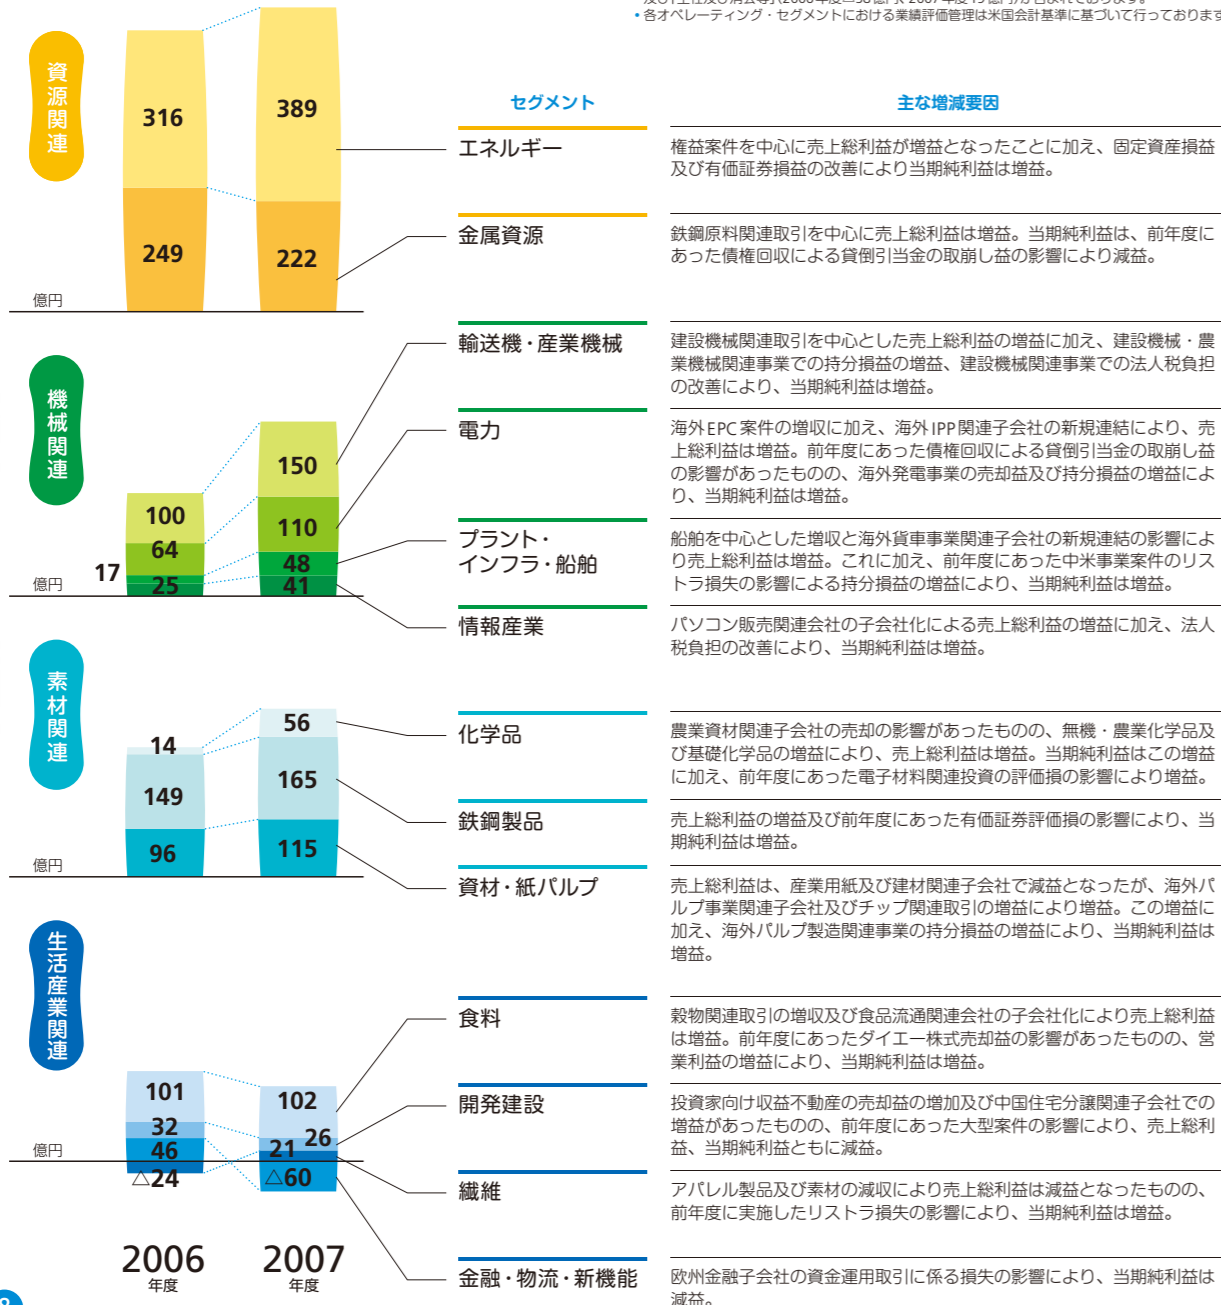 •各オペレーティング・セグメントにおける業績評価管理は米国会計基準に基づいて行っております
資源関連
316
389
249
222
億円
セグメント
主な増減要因
エネルギー
権益案件を中心に売上総利益が増益となったことに加え、固定資産損益
及び有価証券損益の改善により当期純利益は増益。
金属資源
鉄鋼原料関連取引を中心に売上総利益は増益。当期純利益は、前年度に
あった債権回収による貸倒引当金の取崩し益の影響により減益。
機械関連
100
64
17
25
150
110
48
41
億円
輸送機・産業機械
建設機械関連取引を中心とした売上総利益の増益に加え、建設機械・農
業機械関連事業での持分損益の増益、建設機械関連事業での法人税負担
の改善により、当期純利益は増益。
電力
海外EPC案件の増収に加え、海外IPP関連子会社の新規連結により、売
上総利益は増益。前年度にあった債権回収による貸倒引当金の取崩し益
の影響があったものの、海外発電事業の売却益及び持分損益の増益によ
り、当期純利益は増益。
プラント・
インフラ・船舶
船舶を中心とした増収と海外貨車事業関連子会社の新規連結の影響によ
り売上総利益は増益。これに加え、前年度にあった中米事業案件のリス
トラ損失の影響による持分損益の増益により、当期純利益は増益。
情報産業
パソコン販売関連会社の子会社化による売上総利益の増益に加え、法人
税負担の改善により、当期純利益は増益。
素材関連
14
149
96
56
165
115
億円
化学品
農業資材関連子会社の売却の影響があったものの、無機・農業化学品及
び基礎化学品の増益により、売上総利益は増益。当期純利益はこの増益
に加え、前年度にあった電子材料関連投資の評価損の影響により増益。
鉄鋼製品
売上総利益の増益及び前年度にあった有価証券評価損の影響により、当
期純利益は増益。
資材・紙パルプ
売上総利益は、産業用紙及び建材関連子会社で減益となったが、海外パ
ルプ事業関連子会社及びチップ関連取引の増益により増益。この増益に
加え、海外パルプ製造関連事業の持分損益の増益により、当期純利益は
増益。
生活産業関連
101
32
46
△24
102
26
21
△60
億円
食料
穀物関連取引の増収及び食品流通関連会社の子会社化により売上総利益
は増益。前年度にあったダイエー株式売却益の影響があったものの、営
業利益の増益により、当期純利益は増益。
開発建設
投資家向け収益不動産の売却益の増加及び中国住宅分譲関連子会社での
増益があったものの、前年度にあった大型案件の影響により、売上総利
益、当期純利益ともに減益。
繊維
アパレル製品及び素材の減収により売上総利益は減益となったものの、
前年度に実施したリストラ損失の影響により、当期純利益は増益。
金融・物流・新機能
欧州金融子会社の資金運用取引に係る損失の影響により、当期純利益は
減益。
2006
年度
2007
年度